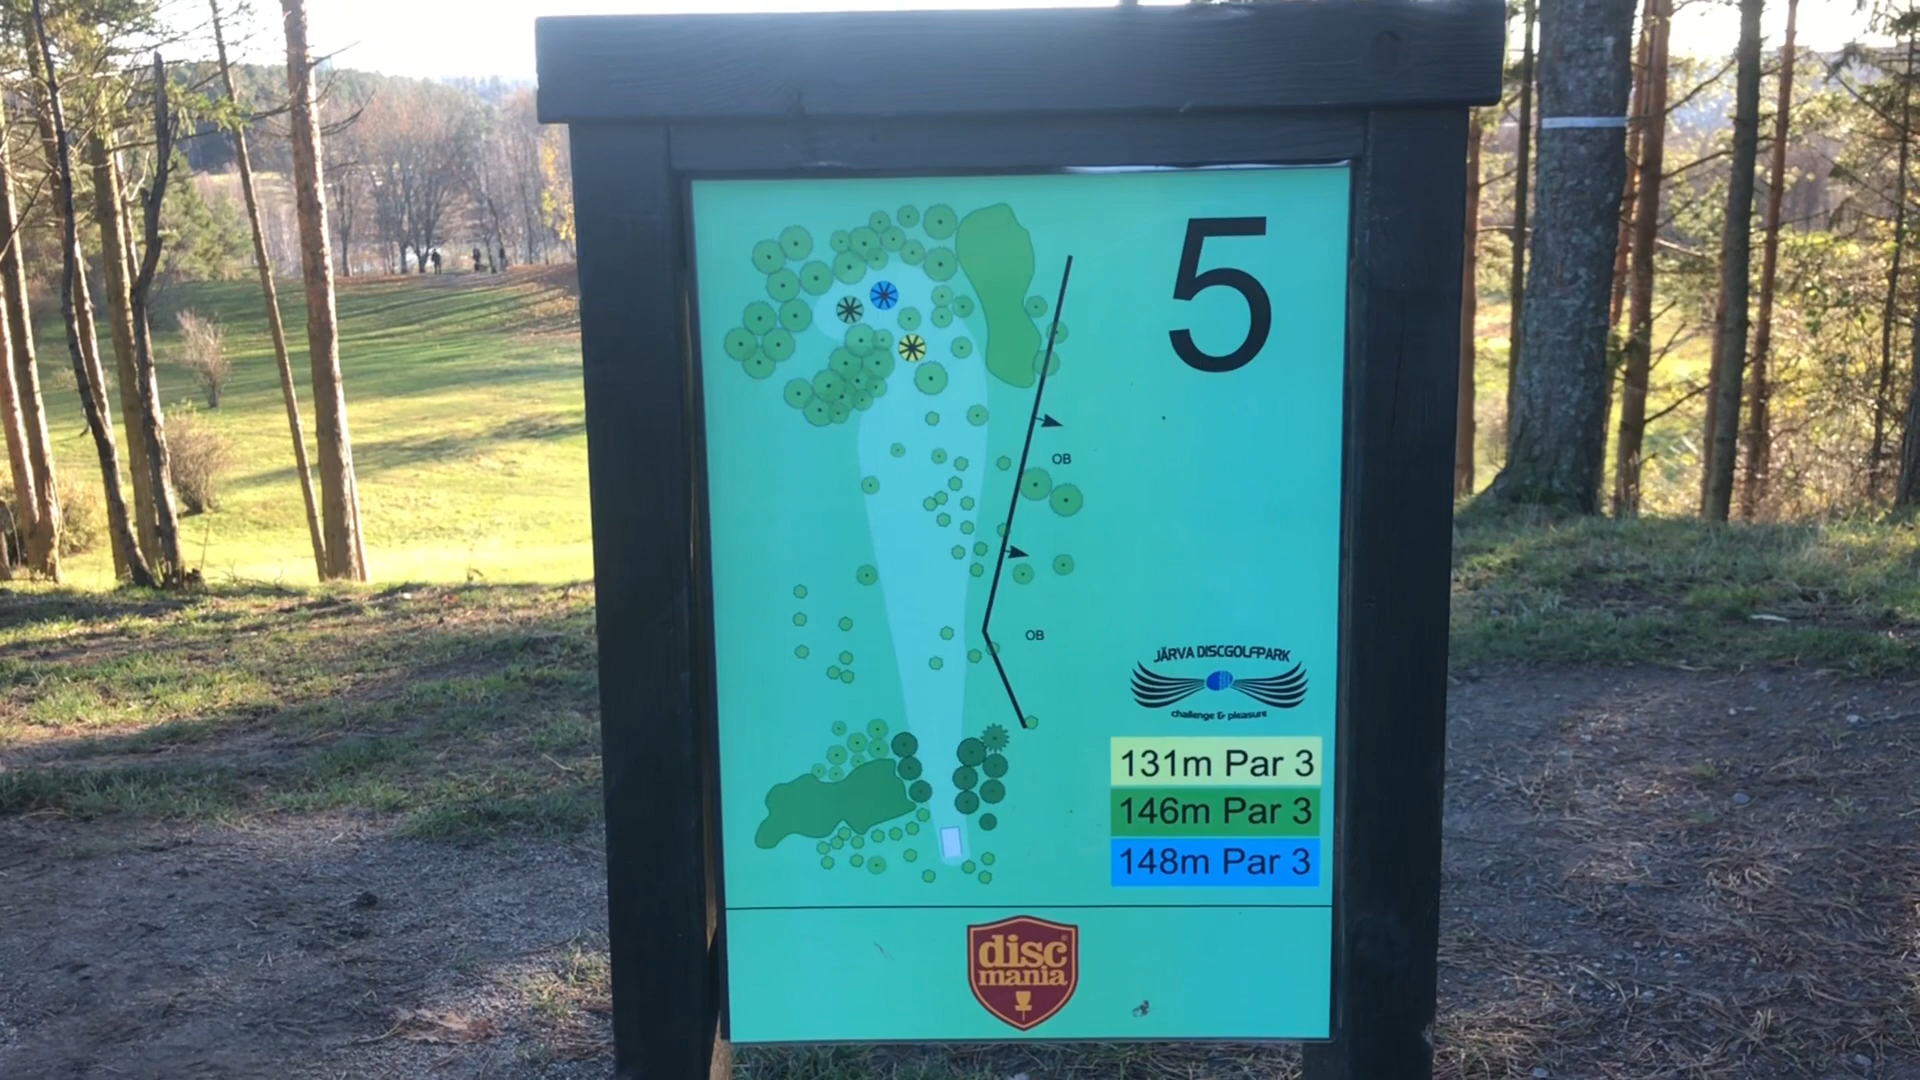 5
OB
OB
JÄRVA DISCGOLFPARK
challenge & pleasure
131m Par 3
146m Par 3
148m Par 3
disc®
mania